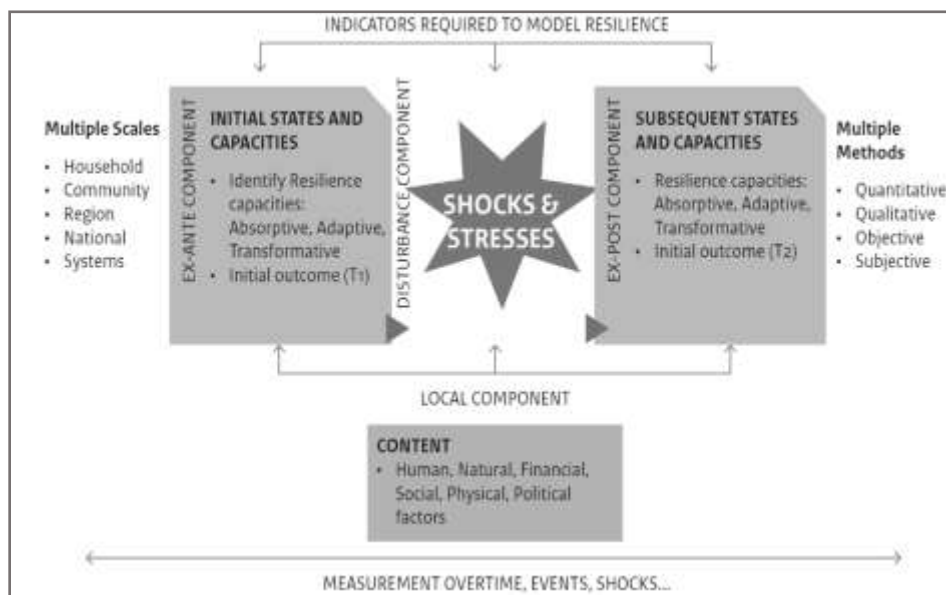 INDICATORS REQUIRED TO MODEL RESILIENCE
Multiple Scales
• Household
• Community
• Region
• National
• Systems
EX-ANTE COMPONENT
INITIAL STATES AND
CAPACITIES
• Identify Resilience
capacities:
Absorptive, Adaptive,
Transformative
• Initial outcome (T1)
DISTURBANCE COMPONENT
SHOCKS &
STRESSES
EX-POST COMPONENT
SUBSEQUENT STATES
AND CAPACITIES
• Resilience capacities:
Absorptive, Adaptive,
Transformative
• Initial outcome (T2)
Multiple
Methods
• Quantitative
• Qualitative
• Objective
• Subjective
LOCAL COMPONENT
CONTENT
• Human, Natural, Financial,
Social, Physical, Political
factors
MEASUREMENT OVERTIME, EVENTS, SHOCKS...